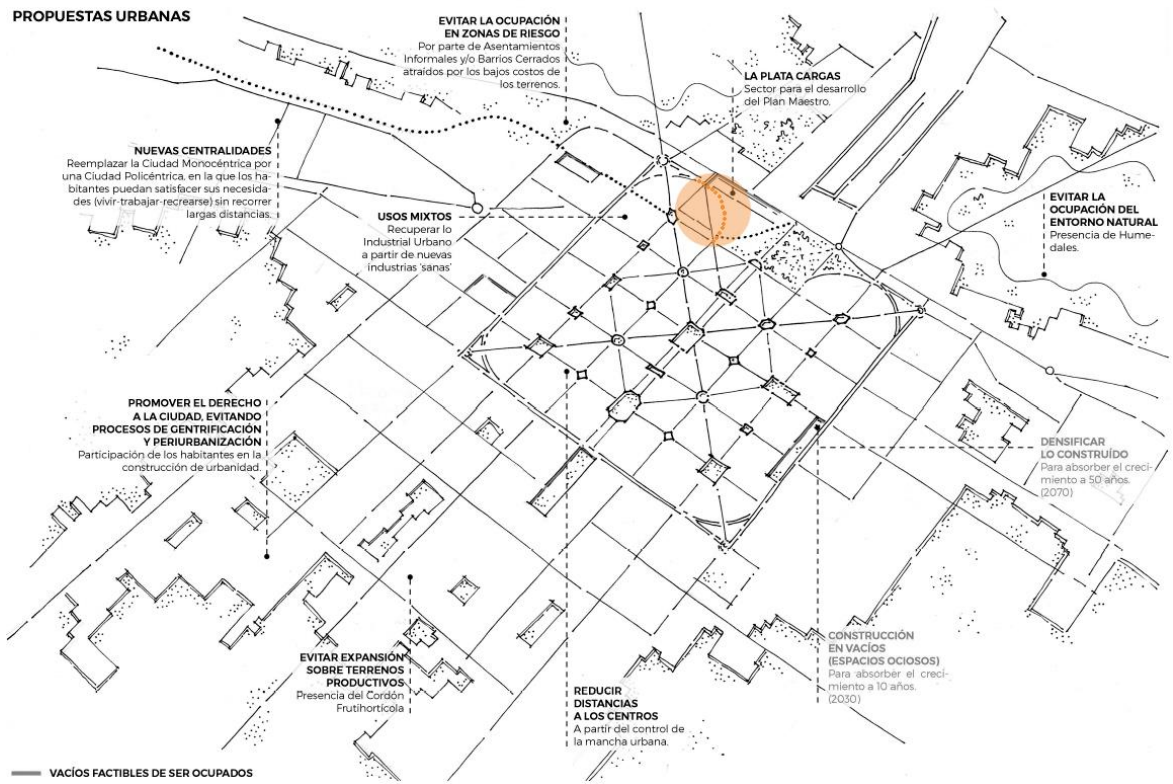 PROPUESTAS URBANAS
EVITAR LA OCUPACIÓN
EN ZONAS DE RIESGO
Por parte de Asentamientos
Informales y/o Barrios Cerrados
atraídos por los bajos costos de
los terrenos.
LA PLATA CARGAS
Sector para el desarrollo
del Plan Maestro.
NUEVAS CENTRALIDADES
Reemplazar la Ciudad Monocéntrica por
una Ciudad Policéntrica, en la que los ha-
bitantes puedan satisfacer sus necesida-
des (vivir-trabajar-recrearse) sin recorrer
largas distancias.
USOS MIXTOS
Recuperar lo
Industrial Urbano
a partir de nuevas
industrias 'sanas'
EVITAR LA
OCUPACIÓN DEL
ENTORNO NATURAL
Presencia de Hume-
dales.
PROMOVER EL DERECHO
A LA CIUDAD, EVITANDO
PROCESOS DE GENTRIFICACIÓN
Y PERIURBANIZACIÓN
Participación de los habitantes en la
construcción de urbanidad.
DENSIFICAR
LO CONSTRUÍDO
Para absorber el creci-
miento a 50 años.
(2070)
EVITAR EXPANSIÓN
SOBRE TERRENOS
PRODUCTIVOS
Presencia del Cordón
Frutihortícola
REDUCIR
DISTANCIAS
A LOS CENTROS
A partir del control de
la mancha urbana.
CONSTRUCCIÓN
EN VACÍOS
(ESPACIOS OCIOSOS)
Para absorber el creci-
miento a 10 años.
(2030)
VACÍOS FACTIBLES DE SER OCUPADOS